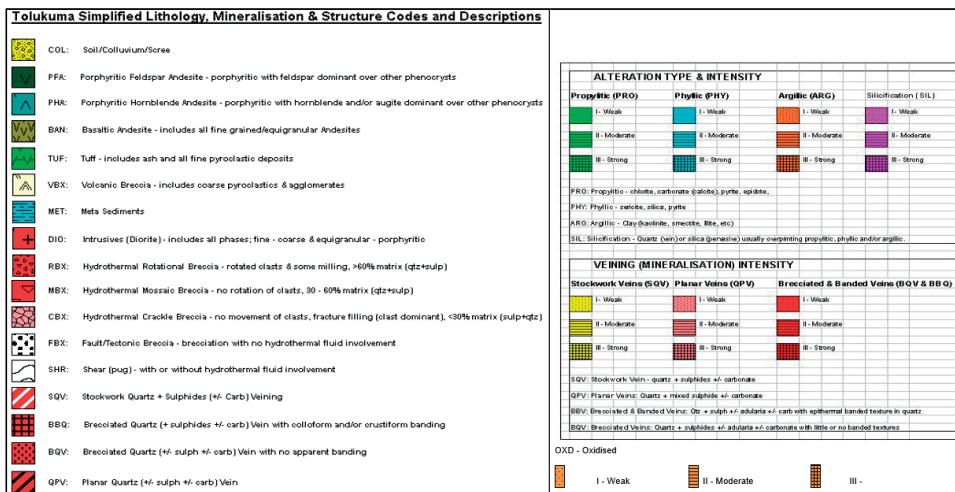 Tolukuma Simplified Lithology, Mineralisation & Structure Codes and Descriptions
COL: Soil/Colluvium/Scree
PFA: Porphyritic Feldspar Andesite - porphyritic with feldspar dominant over other phenocrysts
PHA: Porphyritic Hornblende Andesite - porphyritic with hornblende and/or augite dominant over other phenocrysts
BAN: Basaltic Andesite - includes all fine grained/equigranular Andesites
TUF: Tuff - includes ash and all fine pyroclastic deposits
VBX: Volcanic Breccia - includes coarse pyroclastics & agglomerates
MET: Meta Sediments
DIO: Intrusives (Diorite) - includes all phases; fine - coarse & equigranular - porphyritic
RBX: Hydrothermal Rotational Breccia - rotated clasts & some milling, >60% matrix (qtz+sulp)
MBX: Hydrothermal Mossaic Breccia - no rotation of clasts, 30 - 60% matrix (qtz+sulp)
CBX: Hydrothermal Crackle Breccia - no movement of clasts, fracture filling (clast dominant), <30% matrix (sulp+qtz)
FBX: Fault/Tectonic Breccia - brecciation with no hydrothermal fluid involvement
SHR: Shear (pug) - with or without hydrothermal fluid involvement
SQV: Stockwork Quartz + Sulphides (+/- Carb) Veining
BBQ: Brecciated Quartz (+ sulphides +/- carb) Vein with colloform and/or crustiform banding
BQV: Brecciated Quartz (+/- sulph +/- carb) Vein with no apparent banding
QPV: Planar Quartz (+/- sulph +/- carb) Vein
ALTERATION TYPE & INTENSITY
Propylitic (PRO) Phyllic (PHY) Argillic (ARG) Silicification (SIL)
I - Weak I - Weak I - Weak I - Weak
II - Moderate II - Moderate II - Moderate II - Moderate
III - Strong III - Strong III - Strong III - Strong
PRO: Propylitic - chlorite, carbonate (calcite), pyrite, epidote,
PHY: Phyllic - sericite, silica, pyrite
ARG: Argillic - Clay (kaolinite, smectite, illite, etc)
SIL: Silicification - Quartz (vein) or silica (pervasive) usually overprinting propylitic, phyllic and/or argillic.
VEINING (MINERALISATION) INTENSITY
Stockwork Veins (SQV) Planar Veins (QPV) Brecciated & Banded Veins (BQV & BBQ)
I - Weak I - Weak I - Weak
II - Moderate II - Moderate II - Moderate
III - Strong III - Strong III - Strong
SQV: Stockwork Vein - quartz + sulphides +/- carbonate
QPV: Planar Veins: Quartz + mixed sulphide +/- carbonate
BBV: Brecciated & Banded Veins: Qtz + sulph +/- adularia +/- carb with epithermal banded texture in quartz
BQV: Brecciated Veins: Quartz + sulphides +/- adularia +/- carbonate with little or no banded textures
OXD - Oxidised
I - Weak II - Moderate III -